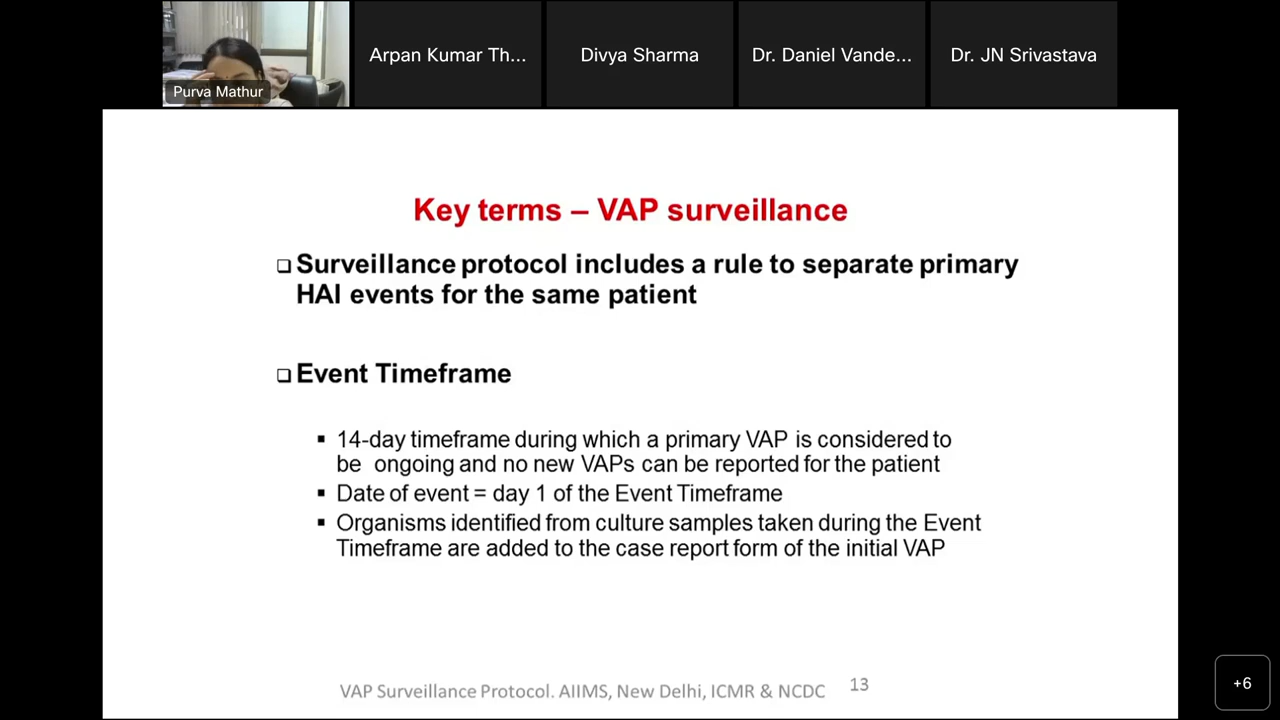 Purva Mathur
Arpan Kumar Th...
Divya Sharma
Dr. Daniel Vande...
Dr. JN Srivastava
Key terms – VAP surveillance
❑ Surveillance protocol includes a rule to separate primary
HAI events for the same patient
❑ Event Timeframe
▪ 14-day timeframe during which a primary VAP is considered to
be ongoing and no new VAPs can be reported for the patient
▪ Date of event = day 1 of the Event Timeframe
▪ Organisms identified from culture samples taken during the Event
Timeframe are added to the case report form of the initial VAP
VAP Surveillance Protocol. AIIMS, New Delhi, ICMR & NCDC
13
+6